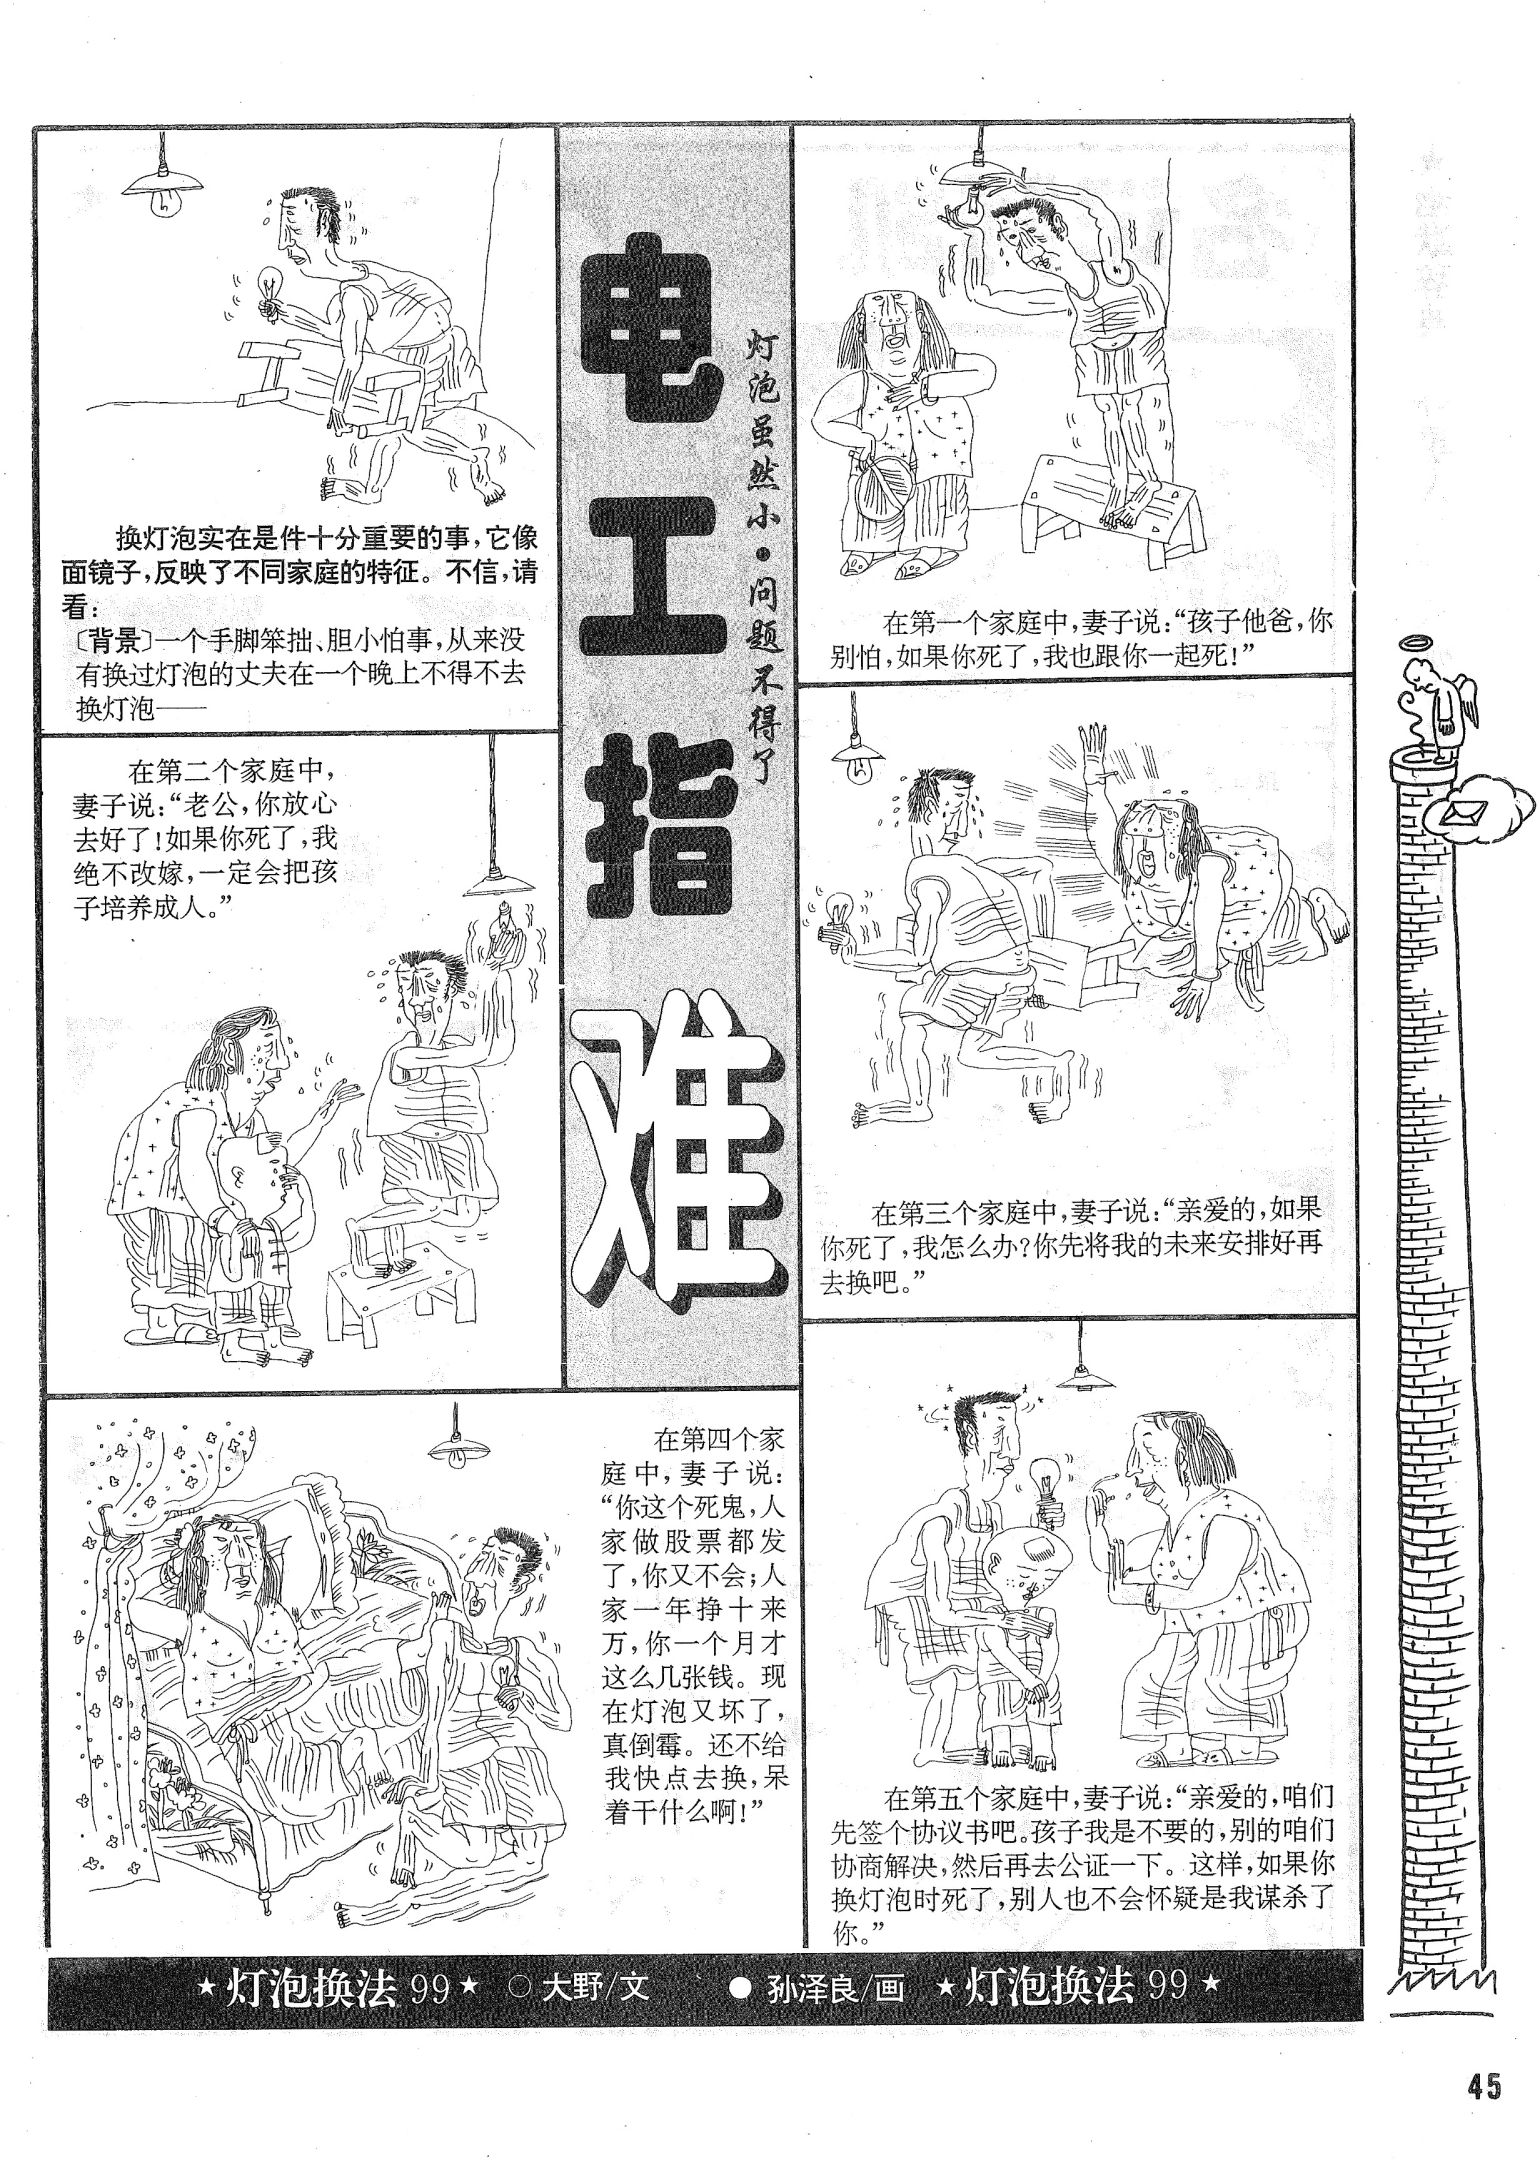 电工指难
灯泡虽然小·问题不得了
换灯泡实在是件十分重要的事，它像
面镜子，反映了不同家庭的特征。不信，请
看：
〔背景〕一个手脚笨拙、胆小怕事，从来没
有换过灯泡的丈夫在一个晚上不得不去
换灯泡——
在第一个家庭中，妻子说：“孩子他爸，你
别怕，如果你死了，我也跟你一起死！”
在第二个家庭中，
妻子说：“老公，你放心
去好了！如果你死了，我
绝不改嫁，一定会把孩
子培养成人。”
在第三个家庭中，妻子说：“亲爱的，如果
你死了，我怎么办？你先将我的未来安排好再
去换吧。”
在第四个家
庭中，妻子说：
“你这个死鬼，人
家做股票都发
了，你又不会；人
家一年挣十来
万，你一个月才
这么几张钱。现
在灯泡又坏了，
真倒霉。还不给
我快点去换，呆
着干什么啊！”
在第五个家庭中，妻子说：“亲爱的，咱们
先签个协议书吧。孩子我是不要的，别的咱们
协商解决，然后再去公证一下。这样，如果你
换灯泡时死了，别人也不会怀疑是我谋杀了
你。”
★灯泡换法99★ ○大野/文 ●孙泽良/画 ★灯泡换法99★
45